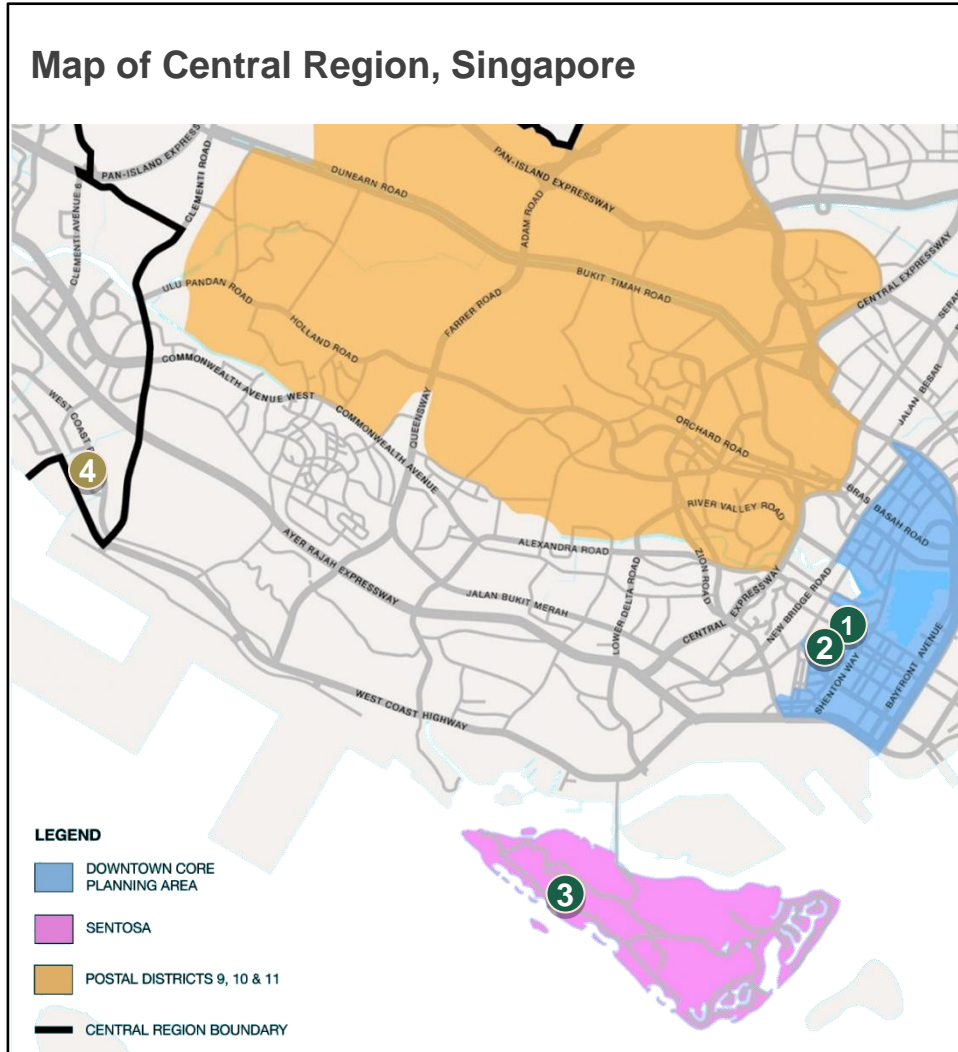 Map of Central Region, Singapore
PAN-ISLAND EXPRES
CLEMENTI ROAD
CLEMENTI AVENUE 6
DUNEARN ROAD
PAN-ISLAND EXPRESSWAY
ADAM ROAD
BUKIT TIMAH ROAD
CENTRAL EXPRESSWAY
SERAN
ULU PANDAN ROAD
HOLLAND ROAD
FARRER ROAD
JALAN BESAR
COMMONWEALTH AVENUE WEST
COMMONWEALTH AVENUE
QUEENSWAY
WEST COAST R
ORCHARD ROAD
4
RIVER VALLEY ROAD
BRAS BASAH ROAD
AYER RAJAH EXPRESSWAY
ALEXANDRA ROAD
ZION ROAD
LOWER DELTA ROAD
JALAN BUKIT MERAH
CENTRAL EXPRESSWAY
NEW BRIDGE ROAD
1
2
SHENTON WAY
BAYFRONT AVENUE
WEST COAST HIGHWAY
3
LEGEND
DOWNTOWN CORE
PLANNING AREA
SENTOSA
POSTAL DISTRICTS 9, 10 & 11
CENTRAL REGION BOUNDARY